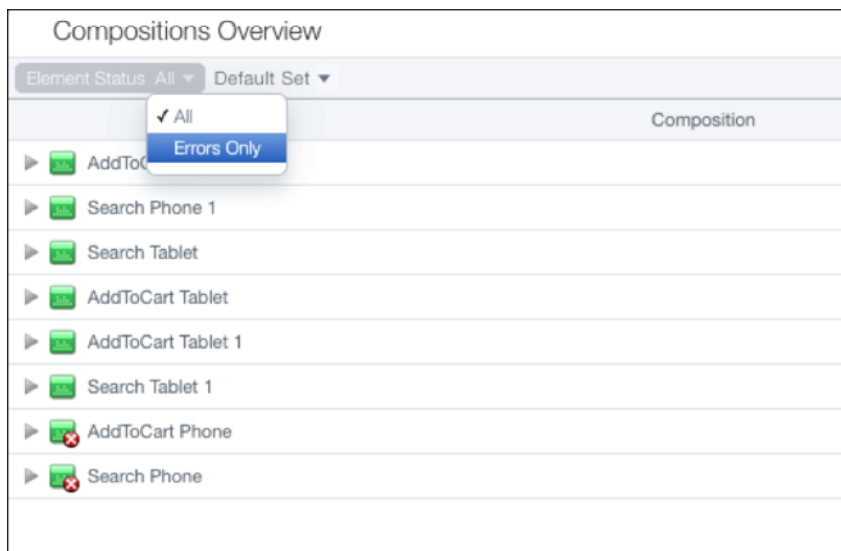 Compositions Overview
Element Status All Default Set
✓ All
Composition
Errors Only
Search Phone 1
Search Tablet
AddToCart Tablet
AddToCart Tablet 1
Search Tablet 1
AddToCart Phone
Search Phone